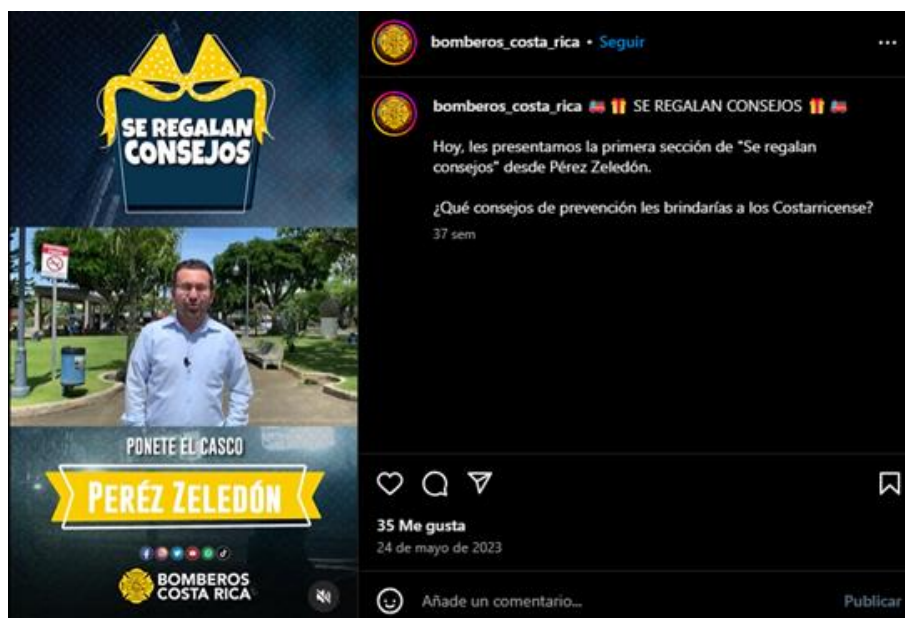 SE REGALAN
CONSEJOS
PONETE EL CASCO
PERÉZ ZELEDÓN
BOMBEROS
COSTA RICA
bomberos_costa_rica • Seguir
bomberos_costa_rica 🚒 🎁 SE REGALAN CONSEJOS 🎁 🚒
Hoy, les presentamos la primera sección de "Se regalan
consejos" desde Pérez Zeledón.
¿Qué consejos de prevención les brindarías a los Costarricense?
37 sem
35 Me gusta
24 de mayo de 2023
Añade un comentario...
Publicar